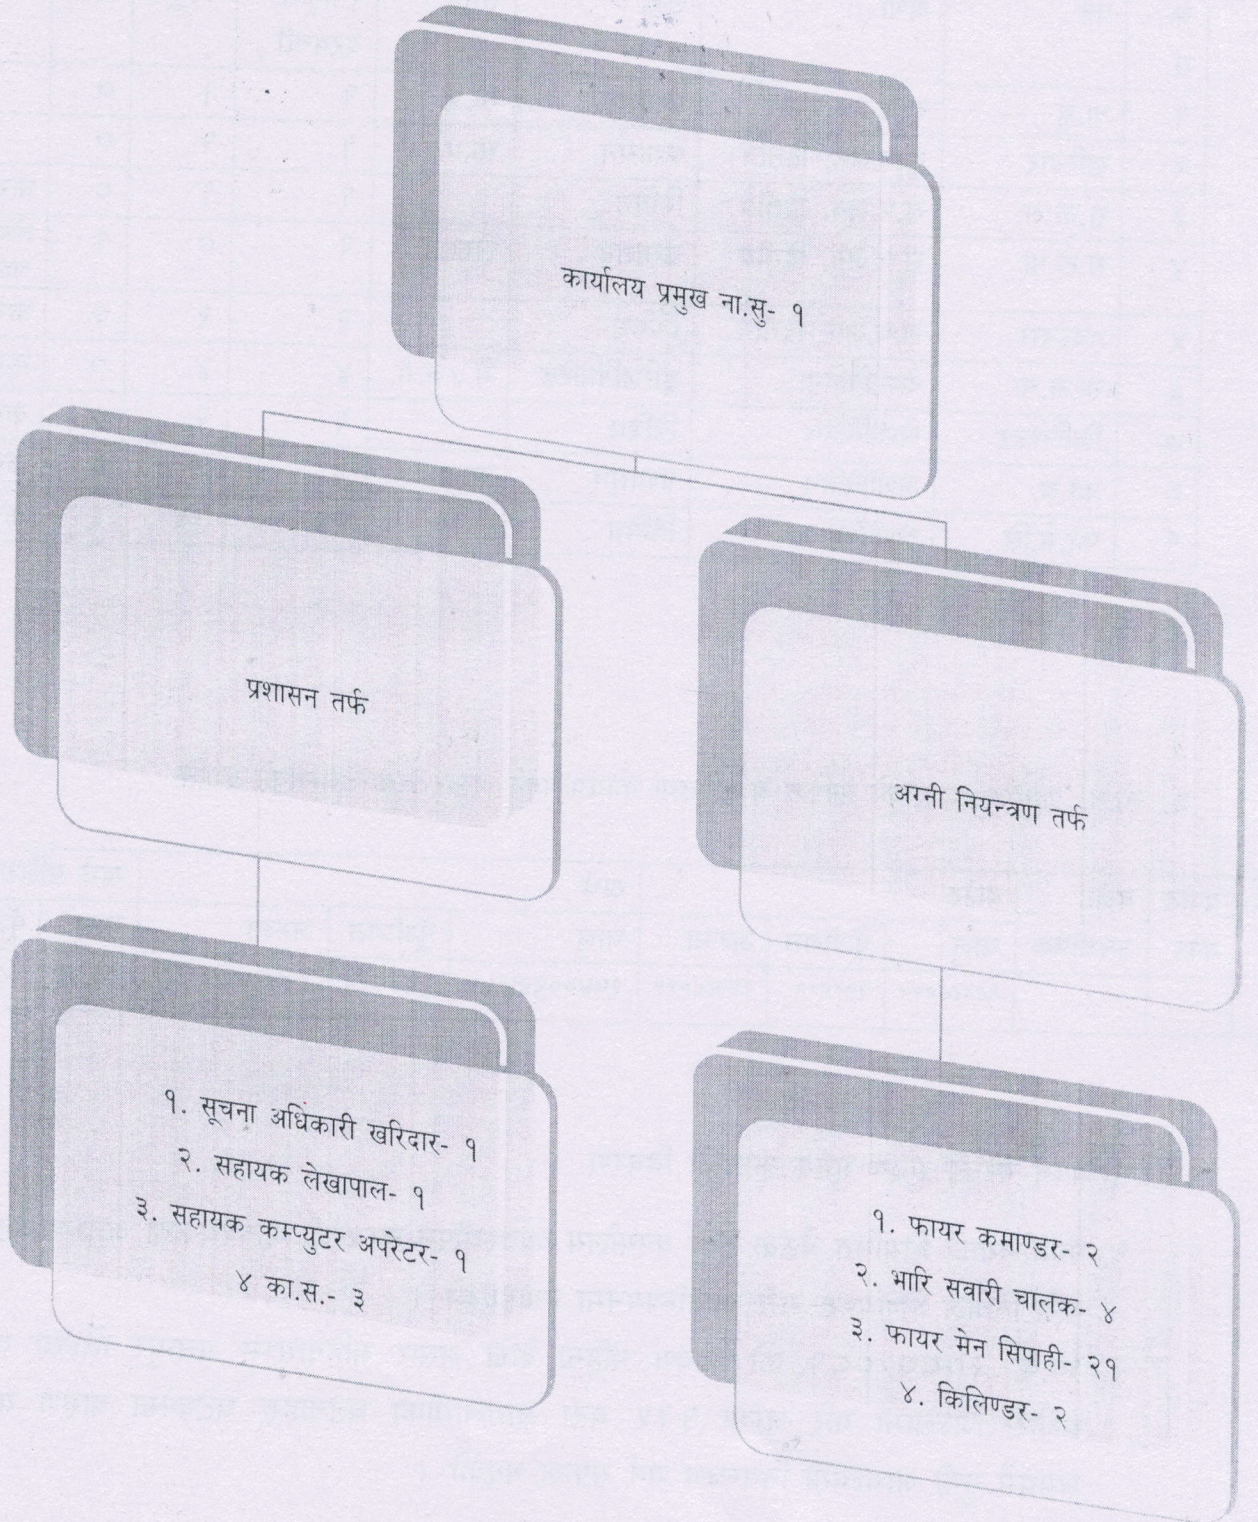 कार्यालय प्रमुख ना.सु- १
प्रशासन तर्फ
अग्नी नियन्त्रण तर्फ
१. सूचना अधिकारी खरिदार- १
२. सहायक लेखापाल- १
३. सहायक कम्प्युटर अपरेटर- १
४ का.स.- ३
१. फायर कमाण्डर- २
२. भारि सवारी चालक- ४
३. फायर मेन सिपाही- २१
४. किलिण्डर- २